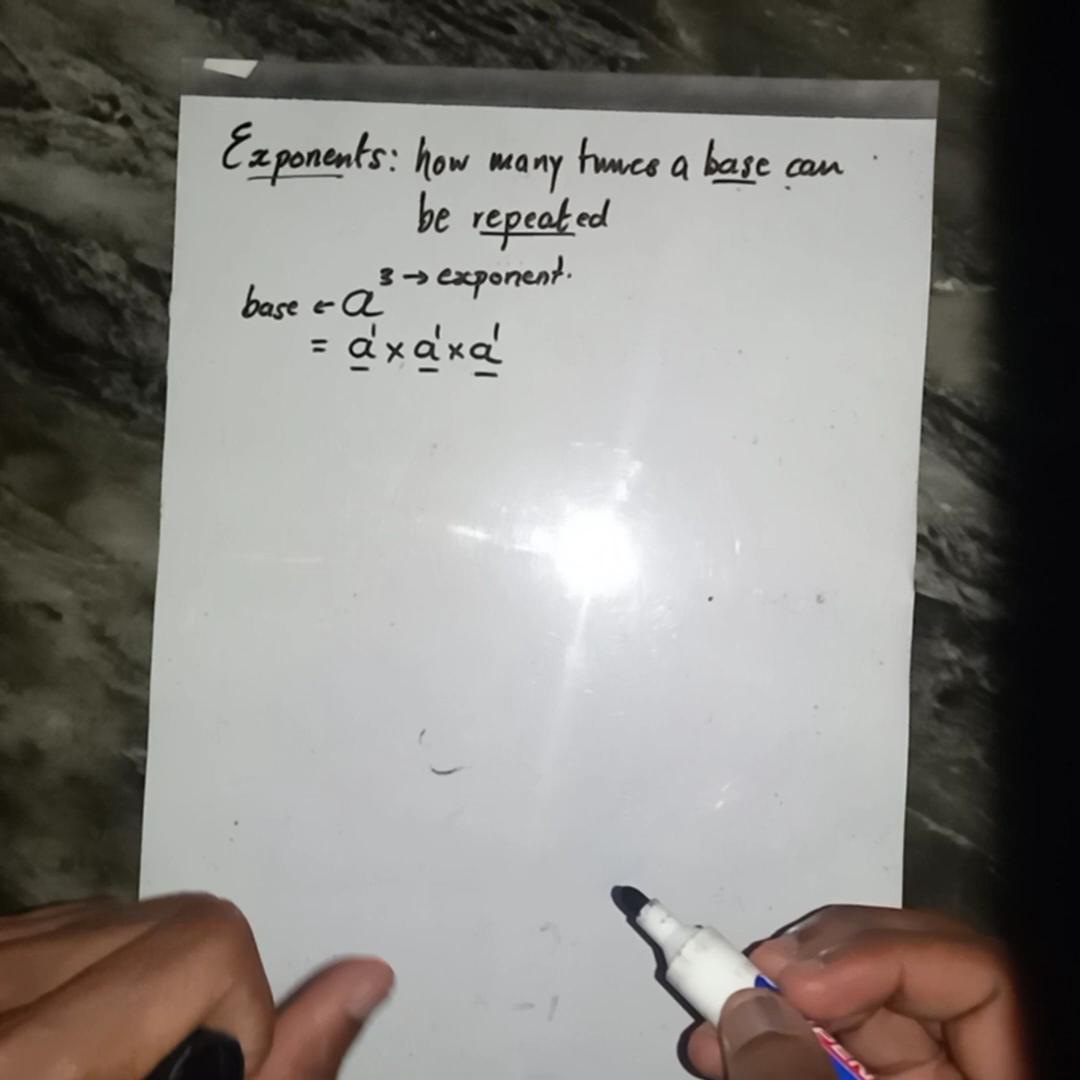 Exponents: how many times a base can
be repeated
base ← a³ → exponent.
= a¹ × a¹ × a¹